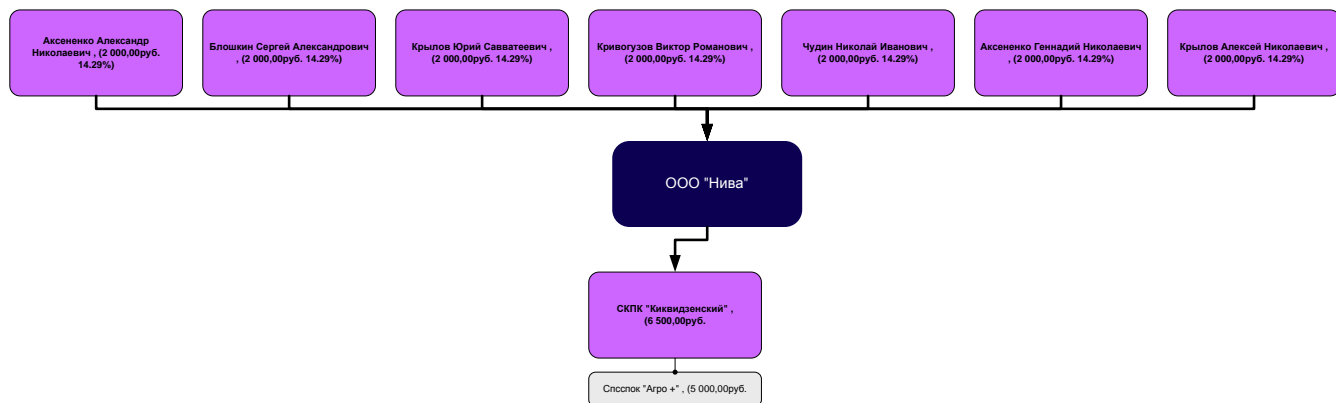 Аксененко Александр
Николаевич , (2 000,00руб.
14.29%)
Блошкин Сергей Александрович
, (2 000,00руб. 14.29%)
Крылов Юрий Савватеевич ,
(2 000,00руб. 14.29%)
Кривогузов Виктор Романович ,
(2 000,00руб. 14.29%)
Чудин Николай Иванович ,
(2 000,00руб. 14.29%)
Аксененко Геннадий Николаевич
, (2 000,00руб. 14.29%)
Крылов Алексей Николаевич ,
(2 000,00руб. 14.29%)
ООО "Нива"
СКПК "Киквидзенский" ,
(6 500,00руб.
Спсспок "Агро +" , (5 000,00руб.